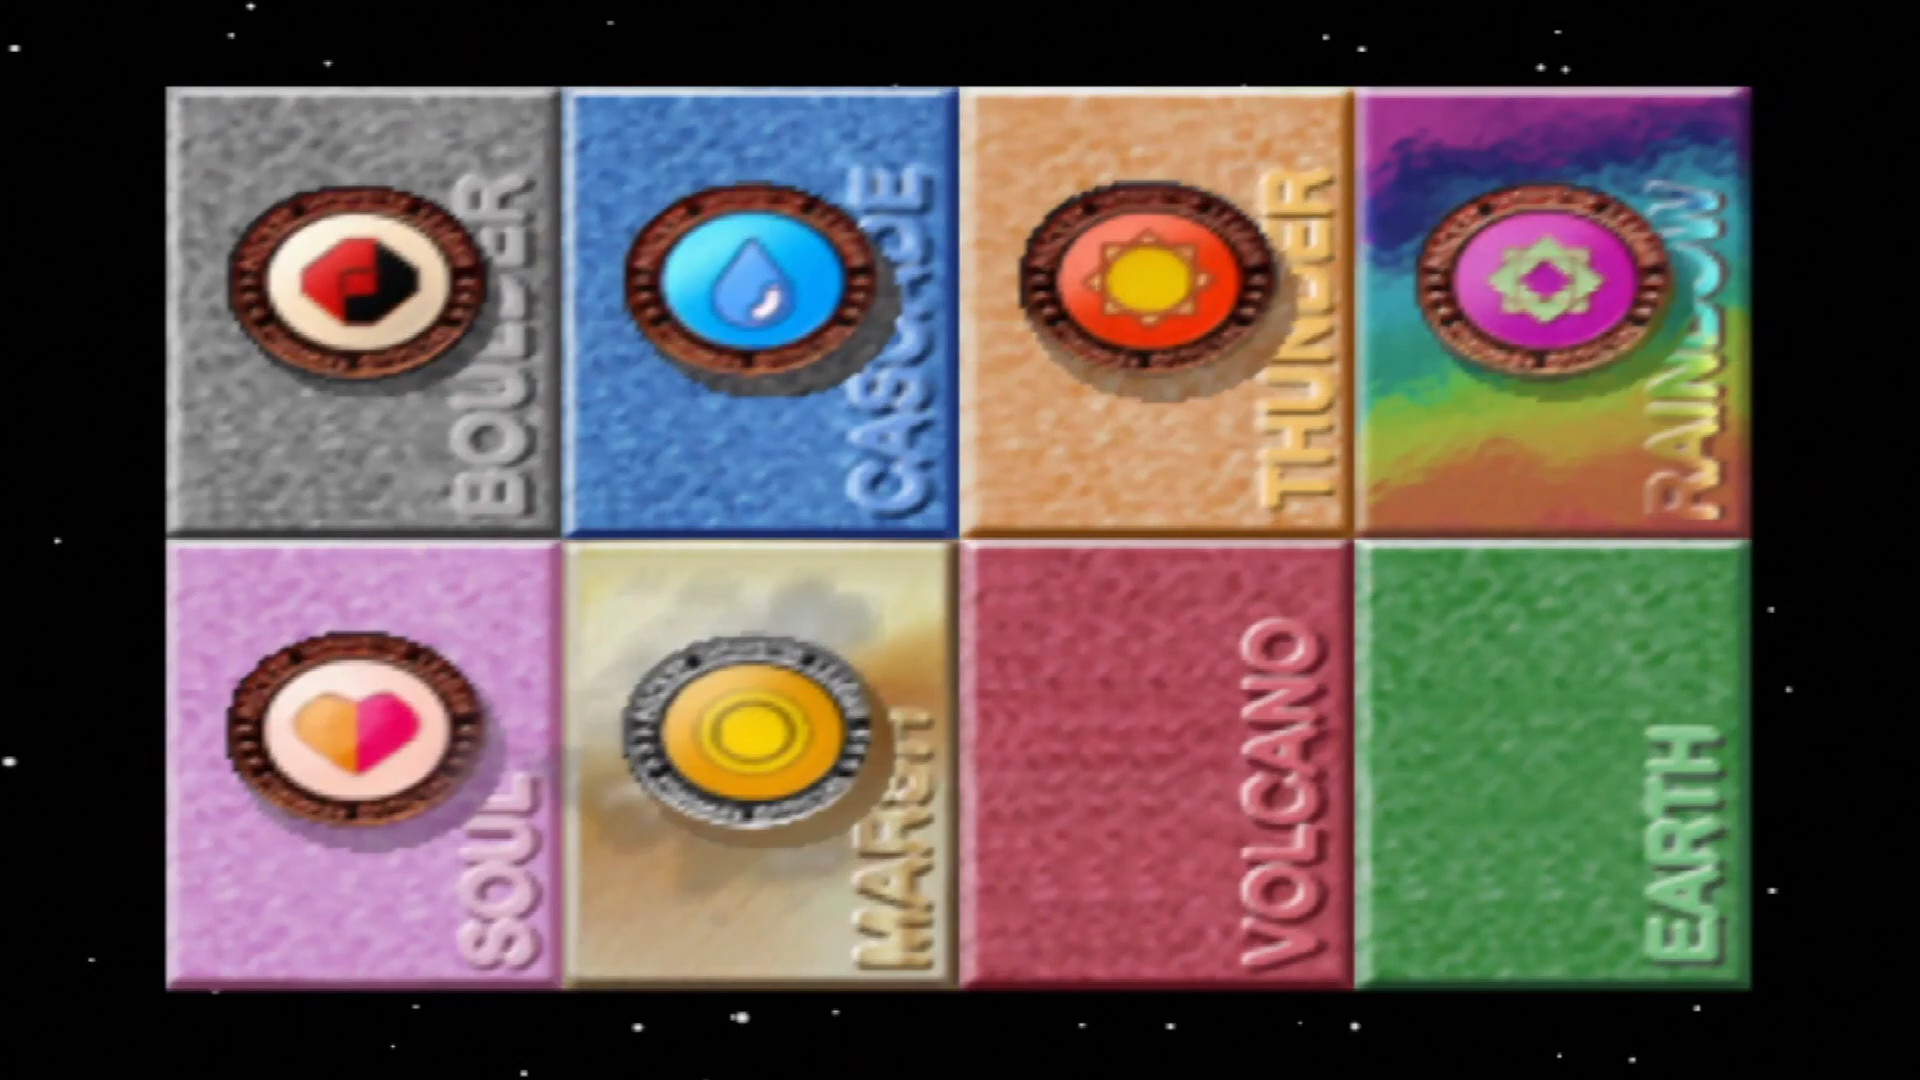 BOULDER
CASCADE
THUNDER
RAINBOW
SOUL
MARSH
VOLCANO
EARTH